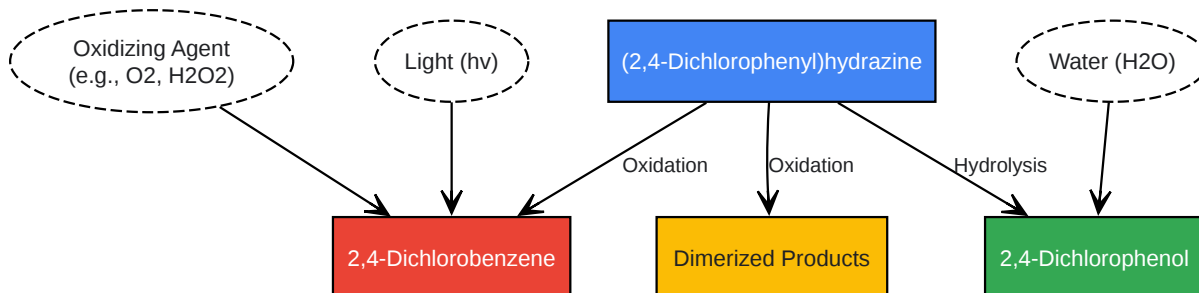 Oxidizing Agent
(e.g., O2, H2O2)
Light (hv)
(2,4-Dichlorophenyl)hydrazine
Water (H2O)
Oxidation
Oxidation
Hydrolysis
2,4-Dichlorobenzene
Dimerized Products
2,4-Dichlorophenol